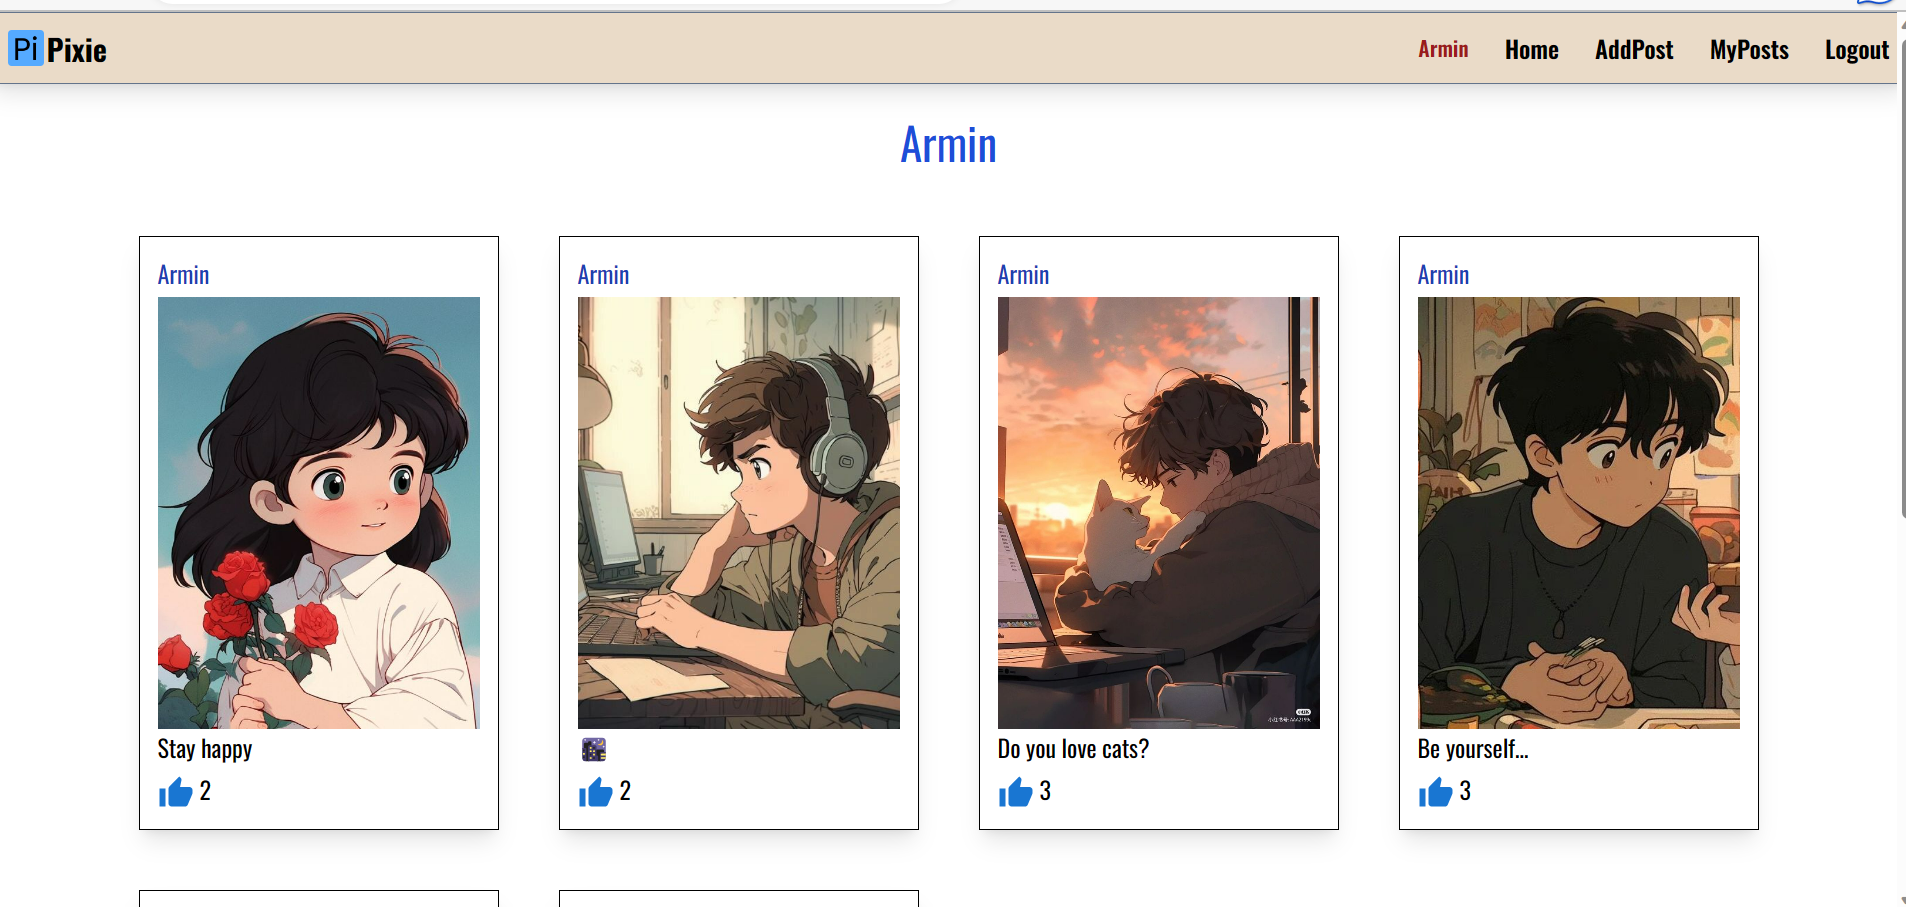 Pi Pixie
Armin Home AddPost MyPosts Logout
Armin
Armin
Stay happy
2
Armin
2
Armin
Do you love cats?
3
Armin
Be yourself...
3